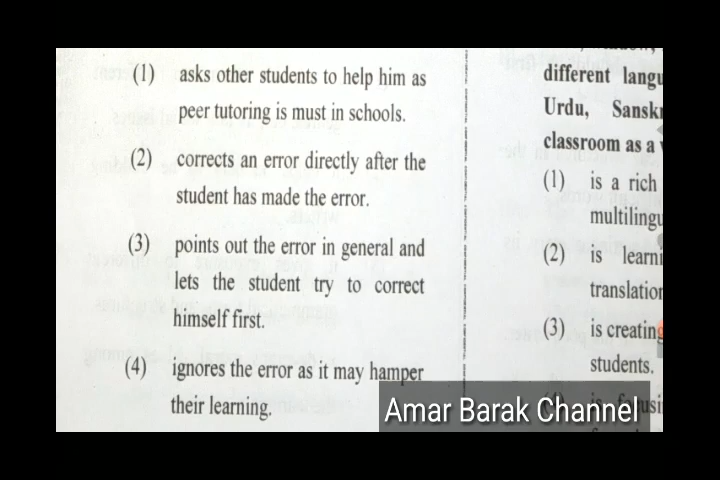 (1) asks other students to help him as
peer tutoring is must in schools.
(2) corrects an error directly after the
student has made the error.
(3) points out the error in general and
lets the student try to correct
himself first.
(4) ignores the error as it may hamper
their learning.
different langu
Urdu, Sansk
classroom as a
(1) is a rich
multilingu
(2) is learni
translation
(3) is creating
students.
Amar Barak Channel